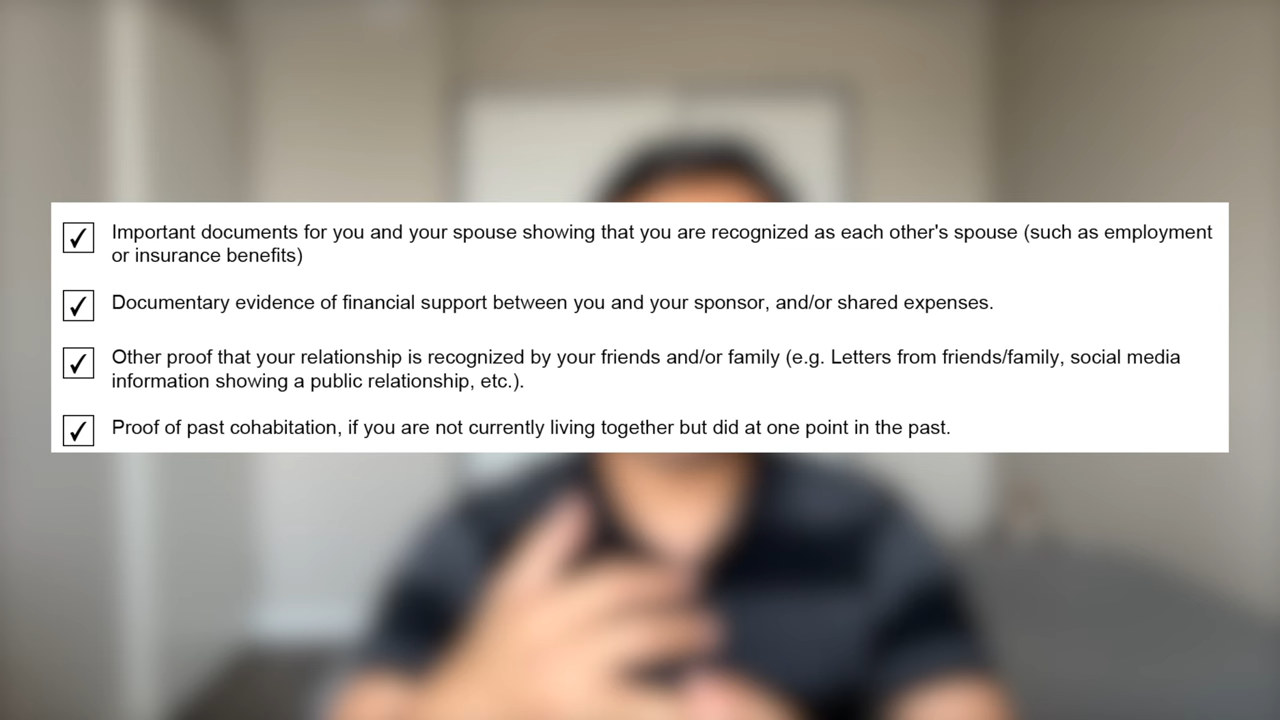 ✓ Important documents for you and your spouse showing that you are recognized as each other's spouse (such as employment
or insurance benefits)
✓ Documentary evidence of financial support between you and your sponsor, and/or shared expenses.
✓ Other proof that your relationship is recognized by your friends and/or family (e.g. Letters from friends/family, social media
information showing a public relationship, etc.).
✓ Proof of past cohabitation, if you are not currently living together but did at one point in the past.